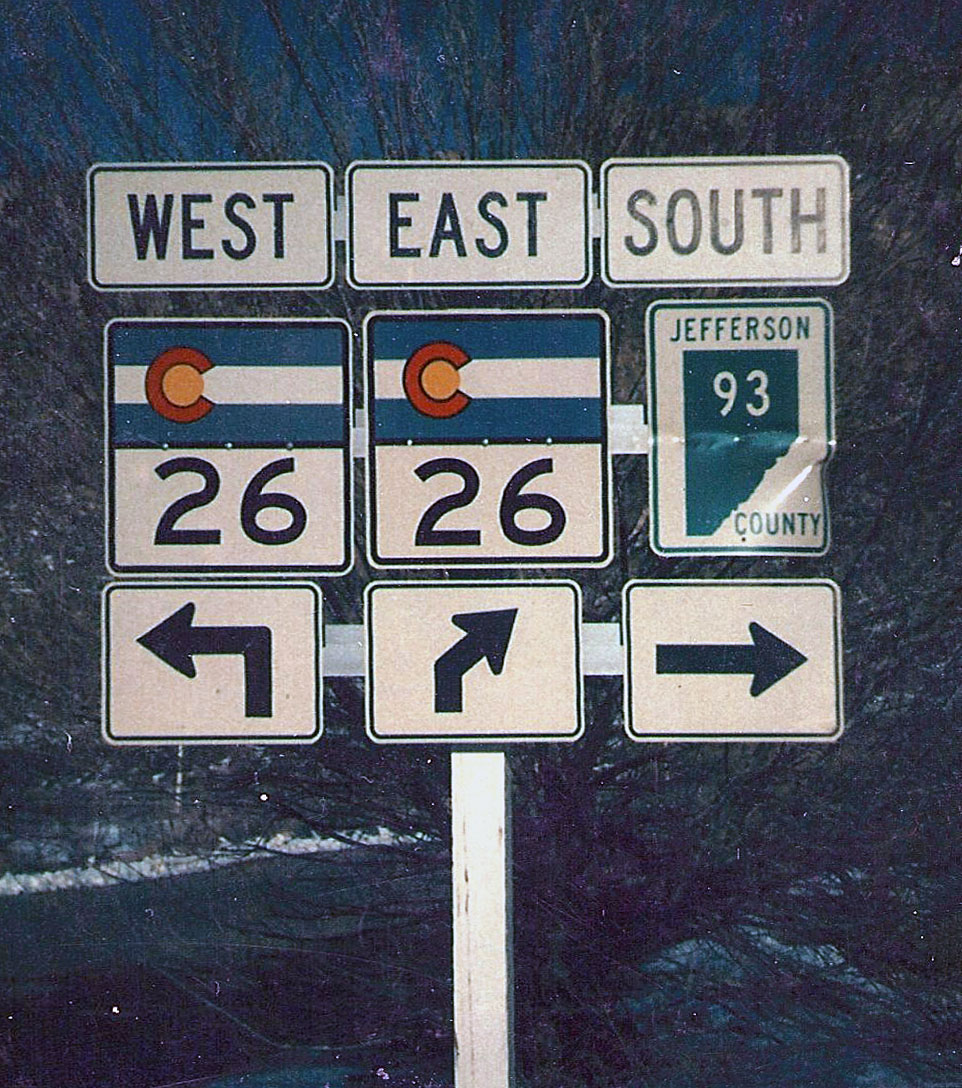 WEST EAST SOUTH
JEFFERSON
93
26 26
COUNTY